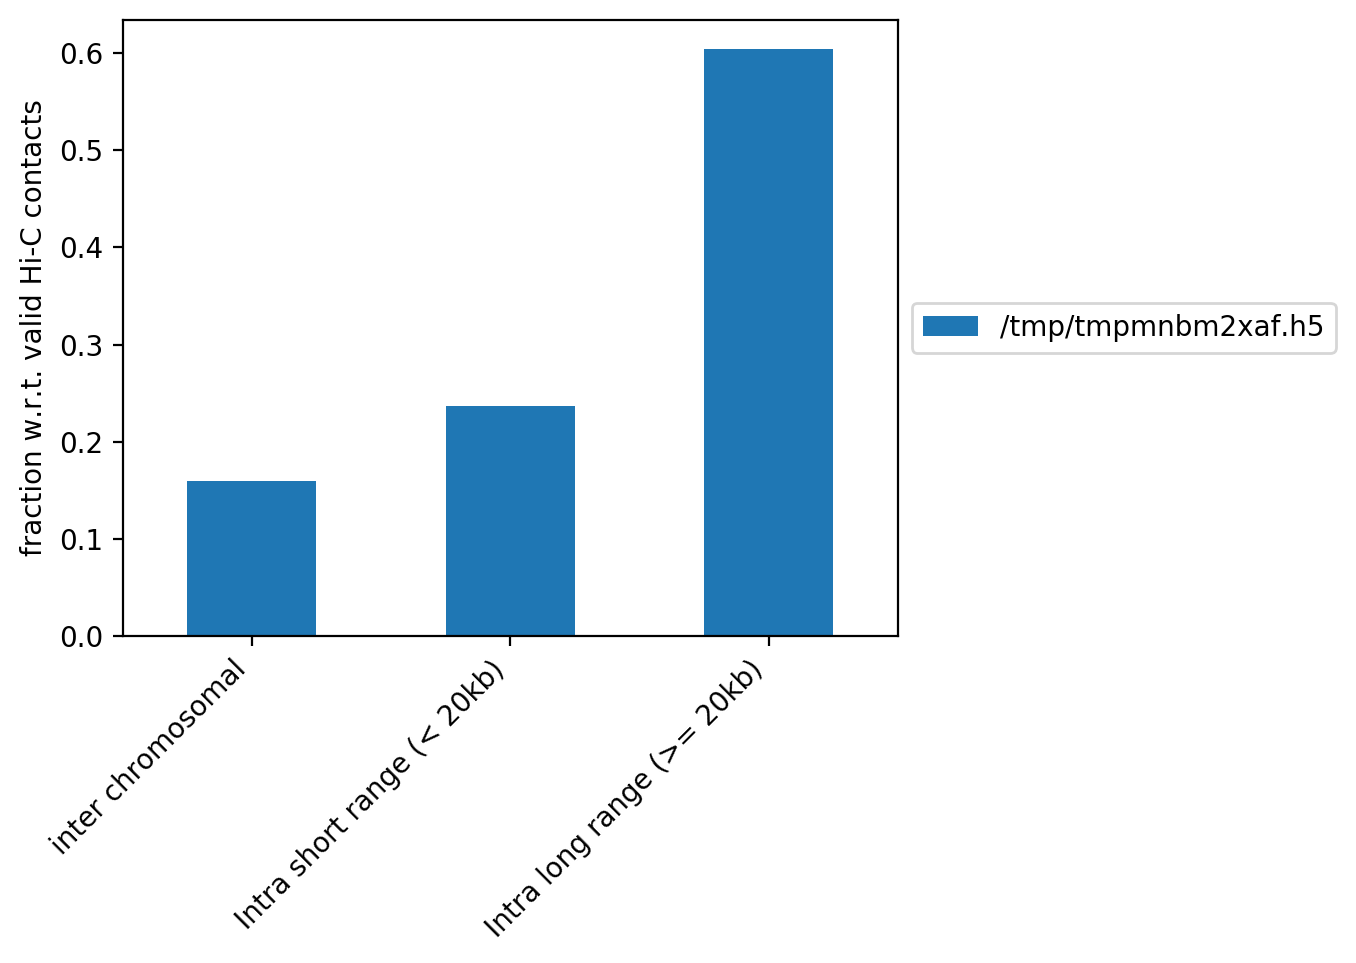 fraction w.r.t. valid Hi-C contacts
0.6
0.5
0.4
0.3
0.2
0.1
0.0
inter chromosomal
Intra short range (< 20kb)
Intra long range (>= 20kb)
/tmp/tmpmnbm2xaf.h5